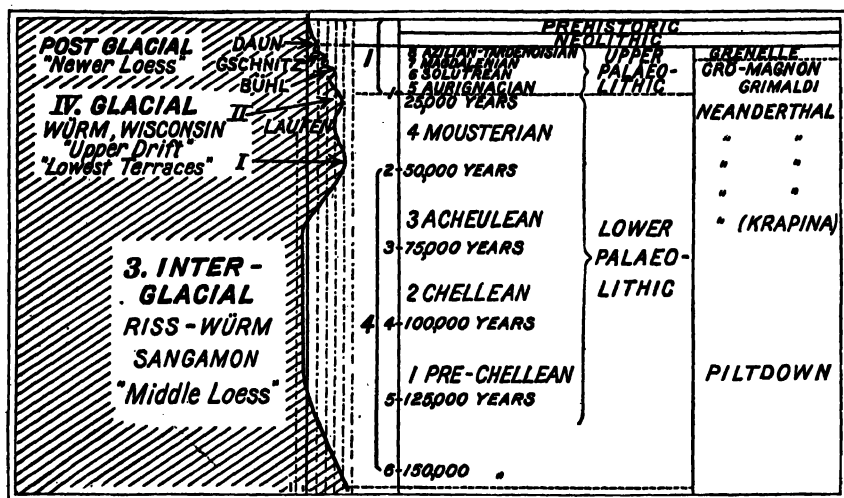 POST GLACIAL
"Newer Loess"
DAUN
GSCHNITZ
BÜHL
IV. GLACIAL
WÜRM, WISCONSIN
"Upper Drift"
"Lowest Terraces"
II
LAUFEN
I
3. INTER-
GLACIAL
RISS-WÜRM
SANGAMON
"Middle Loess"
1
4
PREHISTORIC
NEOLITHIC
8 AZILIAN-TARDENOISIAN
7 MAGDALENIAN
6 SOLUTREAN
5 AURIGNACIAN
1-25,000 YEARS
4 MOUSTERIAN
2-50,000 YEARS
3 ACHEULEAN
3-75,000 YEARS
2 CHELLEAN
4-100,000 YEARS
1 PRE-CHELLEAN
5-125,000 YEARS
6-150,000 "
UPPER
PALAEO-
LITHIC
LOWER
PALAEO-
LITHIC
GRENELLE
CRÔ-MAGNON
GRIMALDI
NEANDERTHAL
" "
" "
" "
" (KRAPINA)
PILTDOWN